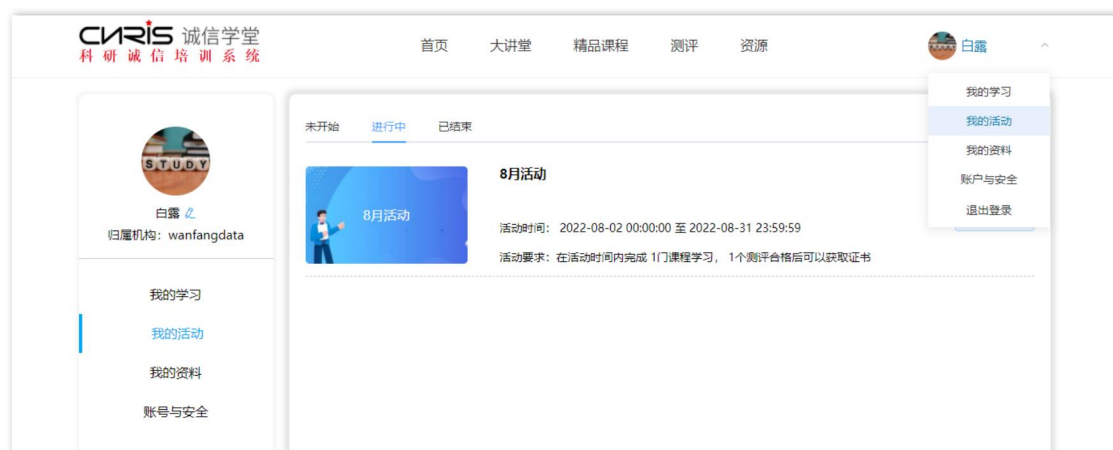 CNRIS 诚信学堂
科研诚信培训系统
首页 大讲堂 精品课程 测评 资源
白露
我的学习
我的活动
我的资料
账户与安全
退出登录
STUDY
白露
归属机构：wanfangdata
我的学习
我的活动
我的资料
账号与安全
未开始 进行中 已结束
8月活动
8月活动
活动时间： 2022-08-02 00:00:00 至 2022-08-31 23:59:59
活动要求：在活动时间内完成 1门课程学习， 1个测评合格后可以获取证书